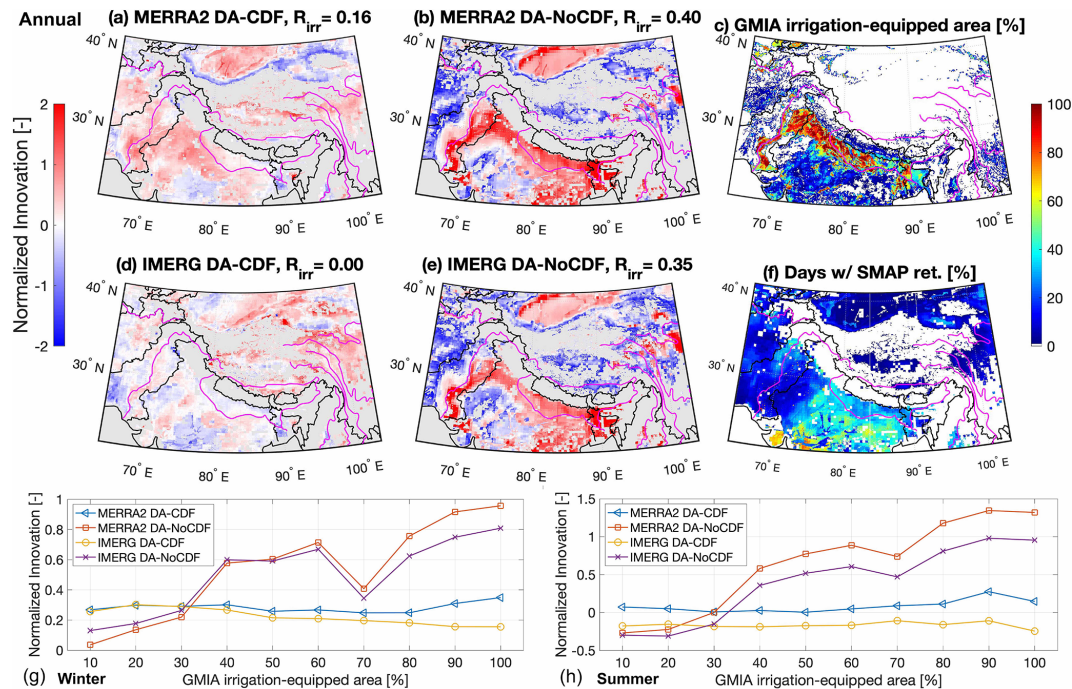 Annual
(a) MERRA2 DA-CDF, R_irr= 0.16
(b) MERRA2 DA-NoCDF, R_irr= 0.40
c) GMIA irrigation-equipped area [%]
40° N
30° N
70° E
80° E
90° E
100° E
40° N
30° N
70° E
80° E
90° E
100° E
40° N
30° N
70° E
80° E
90° E
100° E
Normalized Innovation [-]
2
1
0
-1
-2
100
80
60
40
20
0
(d) IMERG DA-CDF, R_irr= 0.00
(e) IMERG DA-NoCDF, R_irr= 0.35
(f) Days w/ SMAP ret. [%]
40° N
30° N
70° E
80° E
90° E
100° E
40° N
30° N
70° E
80° E
90° E
100° E
40° N
30° N
70° E
80° E
90° E
100° E
Normalized Innovation [-]
1
0.8
0.6
0.4
0.2
0
MERRA2 DA-CDF
MERRA2 DA-NoCDF
IMERG DA-CDF
IMERG DA-NoCDF
10 20 30 40 50 60 70 80 90 100
(g) Winter
GMIA irrigation-equipped area [%]
Normalized Innovation [-]
1.5
1
0.5
0
-0.5
MERRA2 DA-CDF
MERRA2 DA-NoCDF
IMERG DA-CDF
IMERG DA-NoCDF
10 20 30 40 50 60 70 80 90 100
(h) Summer
GMIA irrigation-equipped area [%]